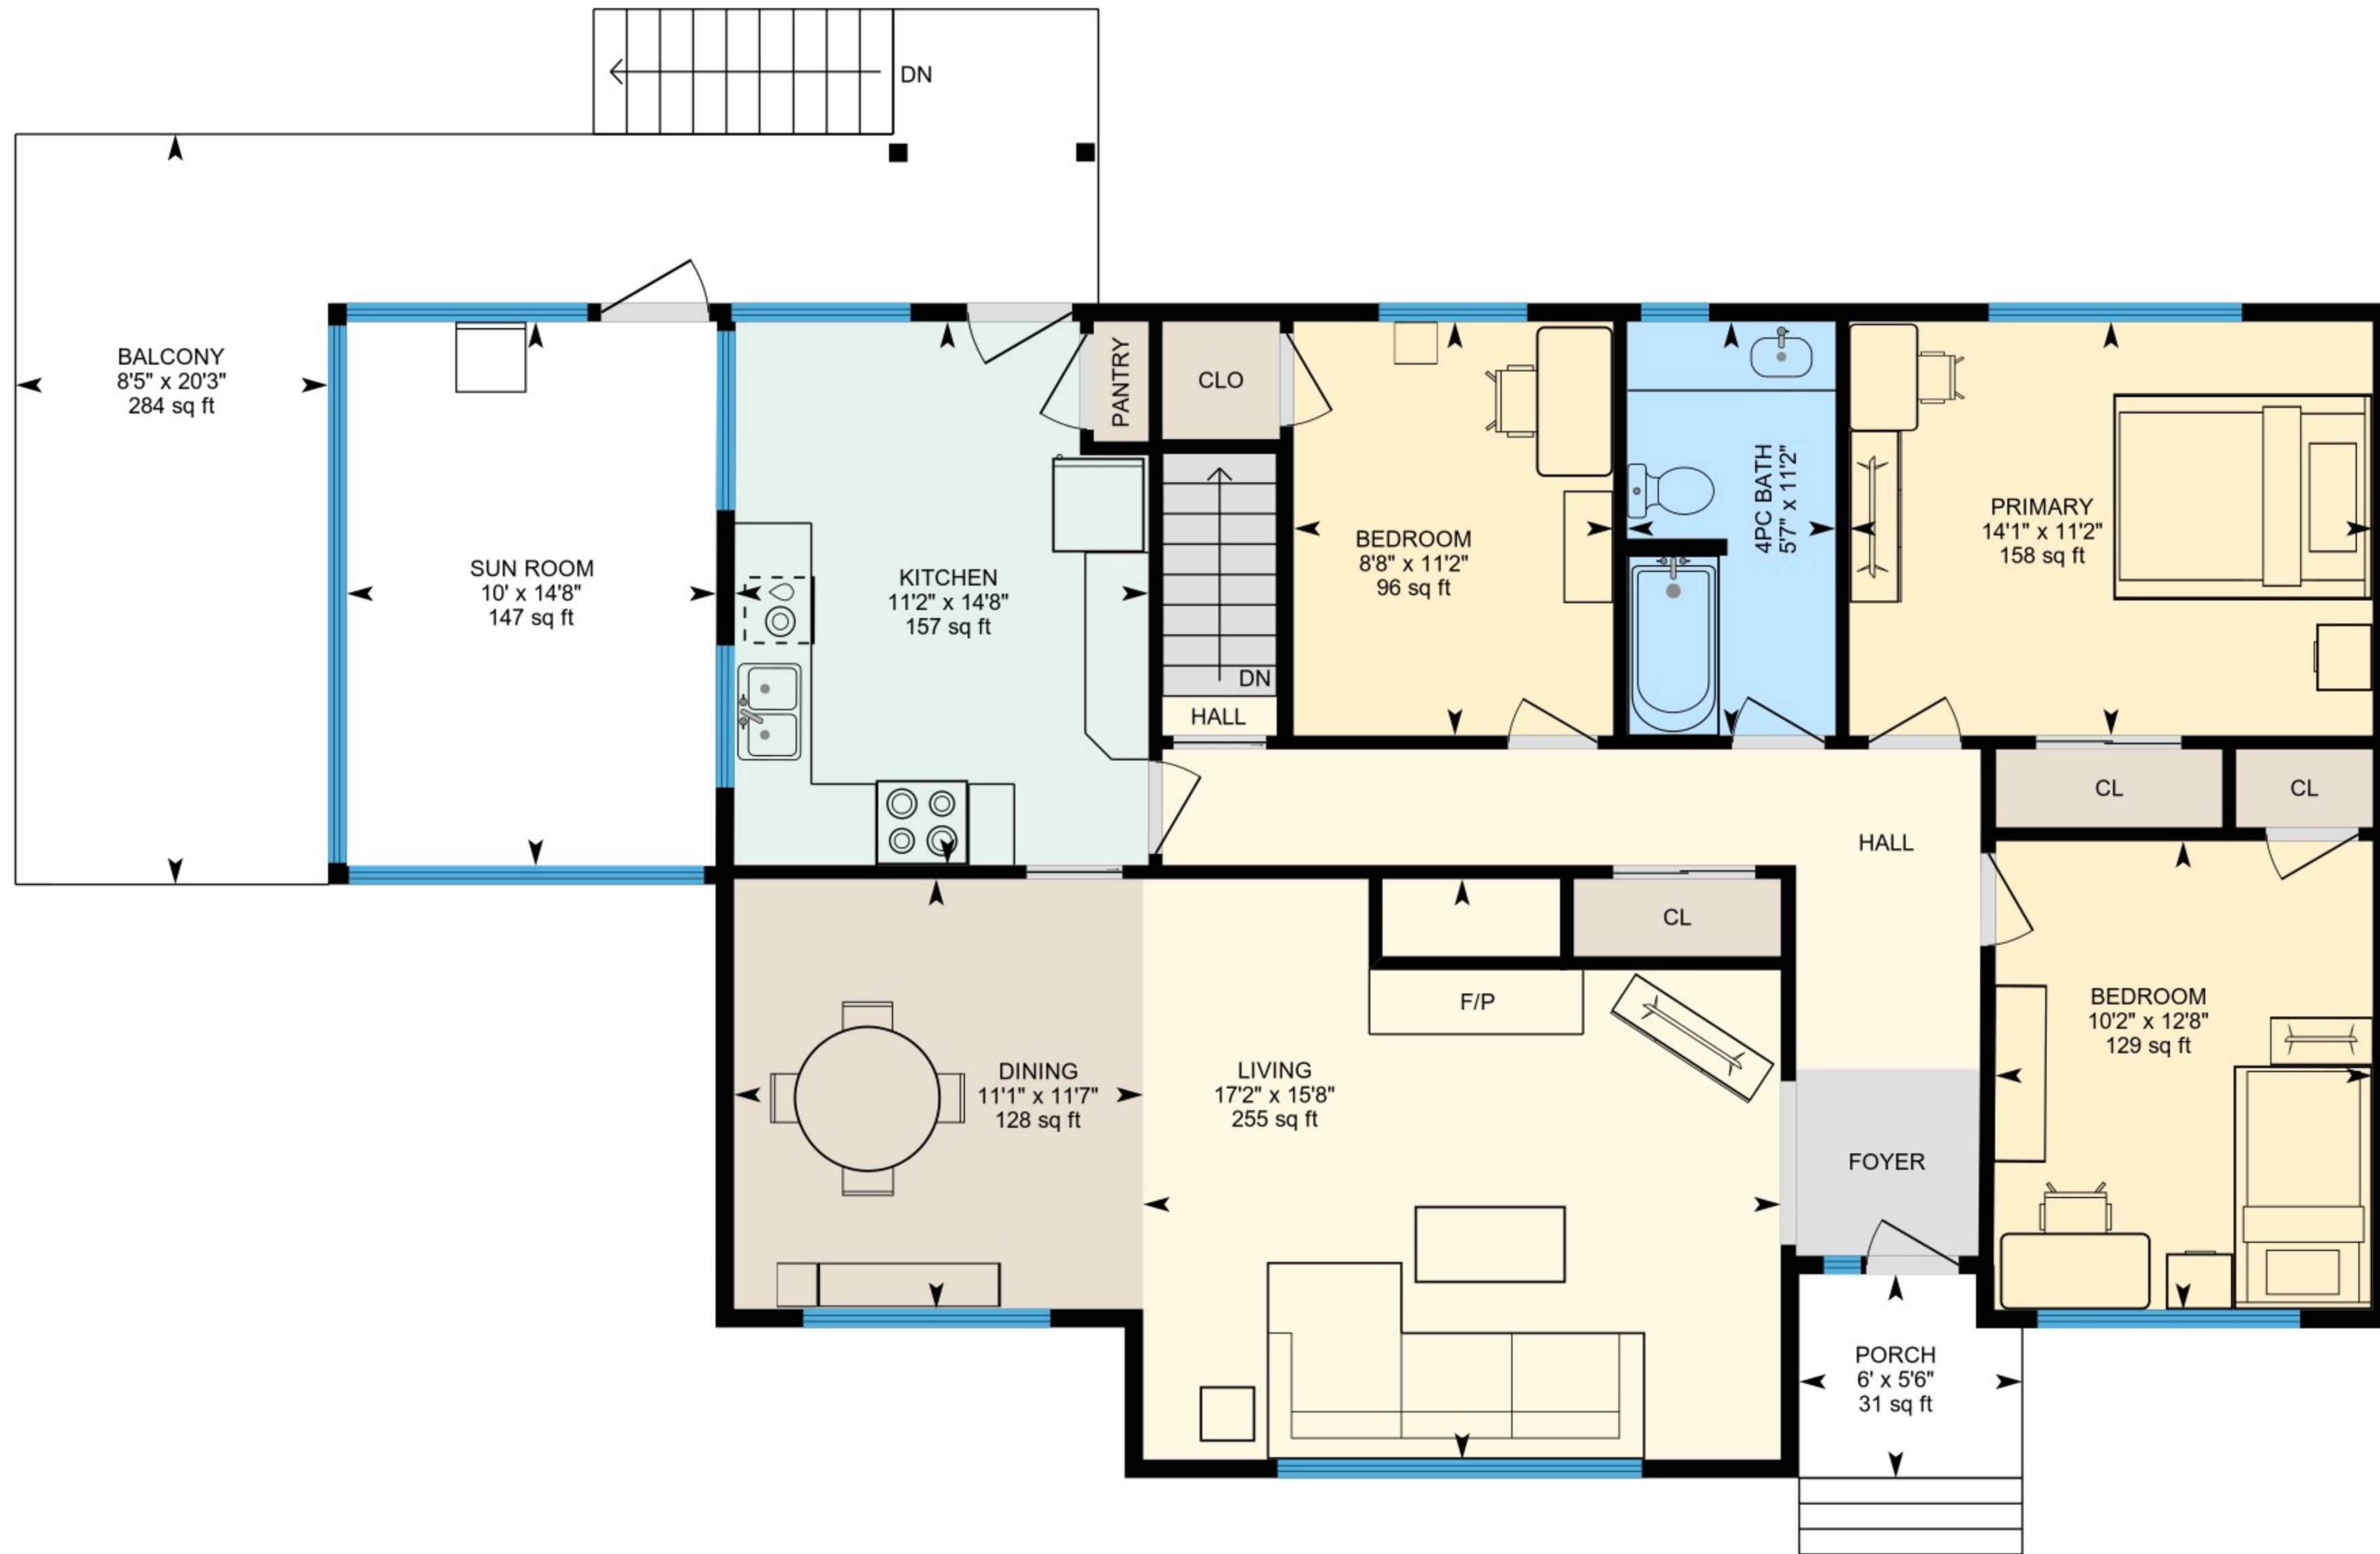 DN
BALCONY
8'5" x 20'3"
284 sq ft
SUN ROOM
10' x 14'8"
147 sq ft
KITCHEN
11'2" x 14'8"
157 sq ft
PANTRY
CLO
DN
HALL
BEDROOM
8'8" x 11'2"
96 sq ft
4PC BATH
5'7" x 11'2"
PRIMARY
14'1" x 11'2"
158 sq ft
CL
CL
HALL
CL
F/P
DINING
11'1" x 11'7"
128 sq ft
LIVING
17'2" x 15'8"
255 sq ft
FOYER
BEDROOM
10'2" x 12'8"
129 sq ft
PORCH
6' x 5'6"
31 sq ft